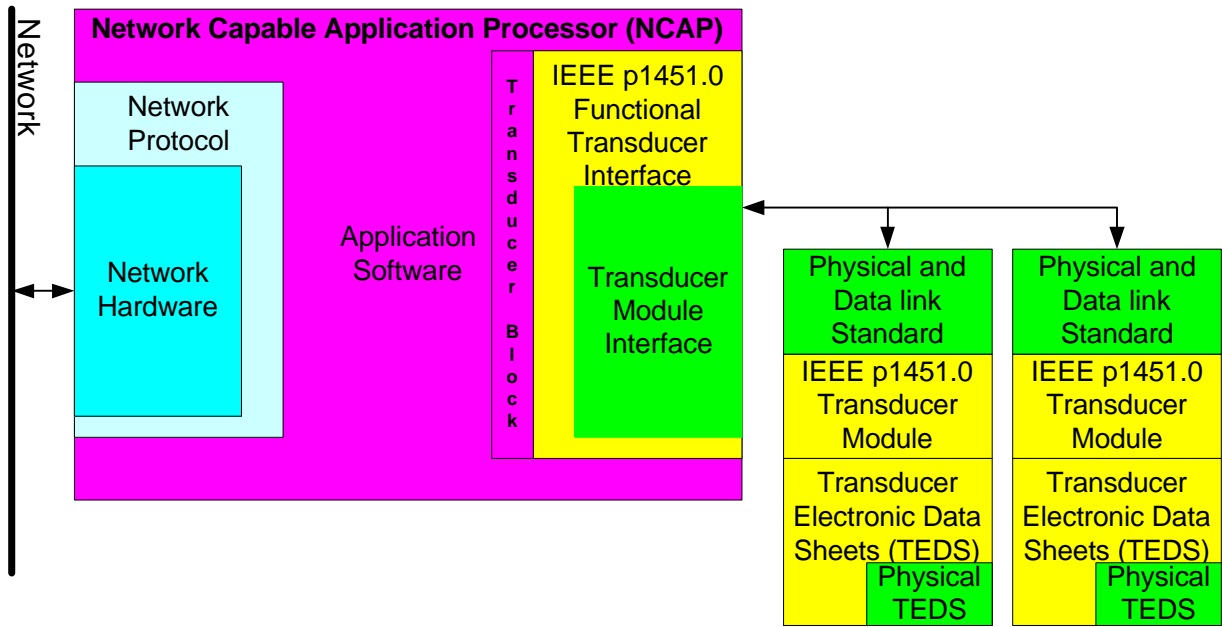 Network
Network Capable Application Processor (NCAP)
Network
Protocol
Network
Hardware
Application
Software
Transducer Block
IEEE p1451.0
Functional
Transducer
Interface
Transducer
Module
Interface
Physical and
Data link
Standard
IEEE p1451.0
Transducer
Module
Transducer
Electronic Data
Sheets (TEDS)
Physical
TEDS
Physical and
Data link
Standard
IEEE p1451.0
Transducer
Module
Transducer
Electronic Data
Sheets (TEDS)
Physical
TEDS